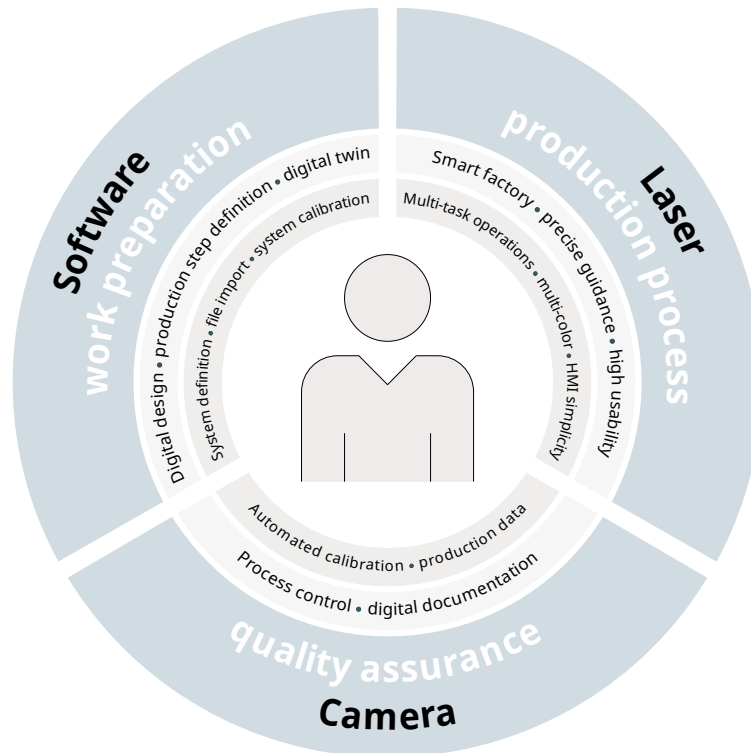 Software
work preparation
Digital design • production step definition • digital twin
System definition • file import • system calibration
Laser
production process
Smart factory • precise guidance • high usability
Multi-task operations • multi-color • HMI simplicity
Automated calibration • production data
Process control • digital documentation
quality assurance
Camera